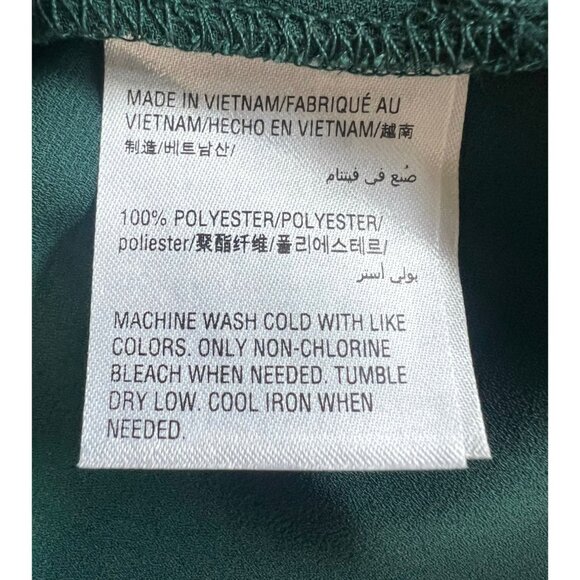 MADE IN VIETNAM/FABRIQUÉ AU
VIETNAM/HECHO EN VIETNAM/越南
制造/베트남산/
صُنع في فيتنام
100% POLYESTER/POLYESTER/
poliester/聚酯纤维/폴리에스테르/
بولي أستر
MACHINE WASH COLD WITH LIKE
COLORS. ONLY NON-CHLORINE
BLEACH WHEN NEEDED. TUMBLE
DRY LOW. COOL IRON WHEN
NEEDED.